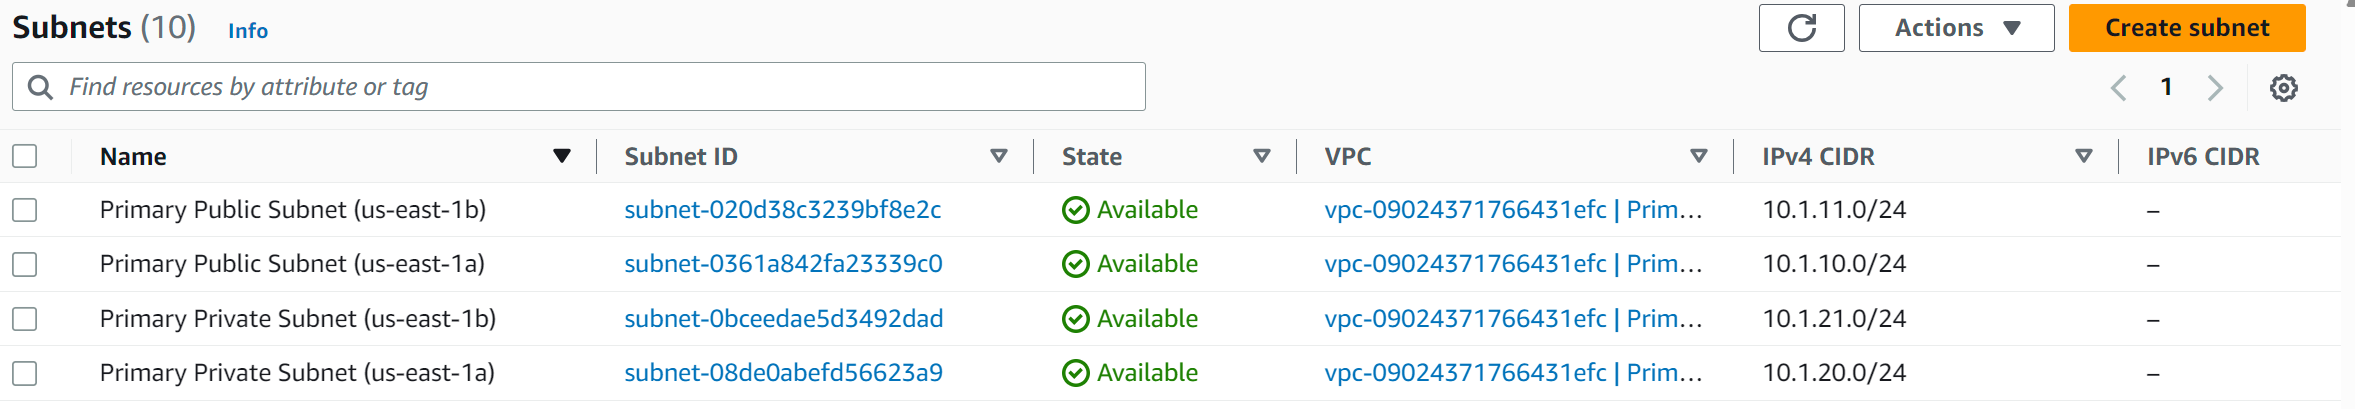 Subnets (10) Info
Actions Create subnet
Find resources by attribute or tag
1
Name Subnet ID State VPC IPv4 CIDR IPv6 CIDR
Primary Public Subnet (us-east-1b) subnet-020d38c3239bf8e2c Available vpc-09024371766431efc | Prim... 10.1.11.0/24 –
Primary Public Subnet (us-east-1a) subnet-0361a842fa23339c0 Available vpc-09024371766431efc | Prim... 10.1.10.0/24 –
Primary Private Subnet (us-east-1b) subnet-0bceedae5d3492dad Available vpc-09024371766431efc | Prim... 10.1.21.0/24 –
Primary Private Subnet (us-east-1a) subnet-08de0abefd56623a9 Available vpc-09024371766431efc | Prim... 10.1.20.0/24 –